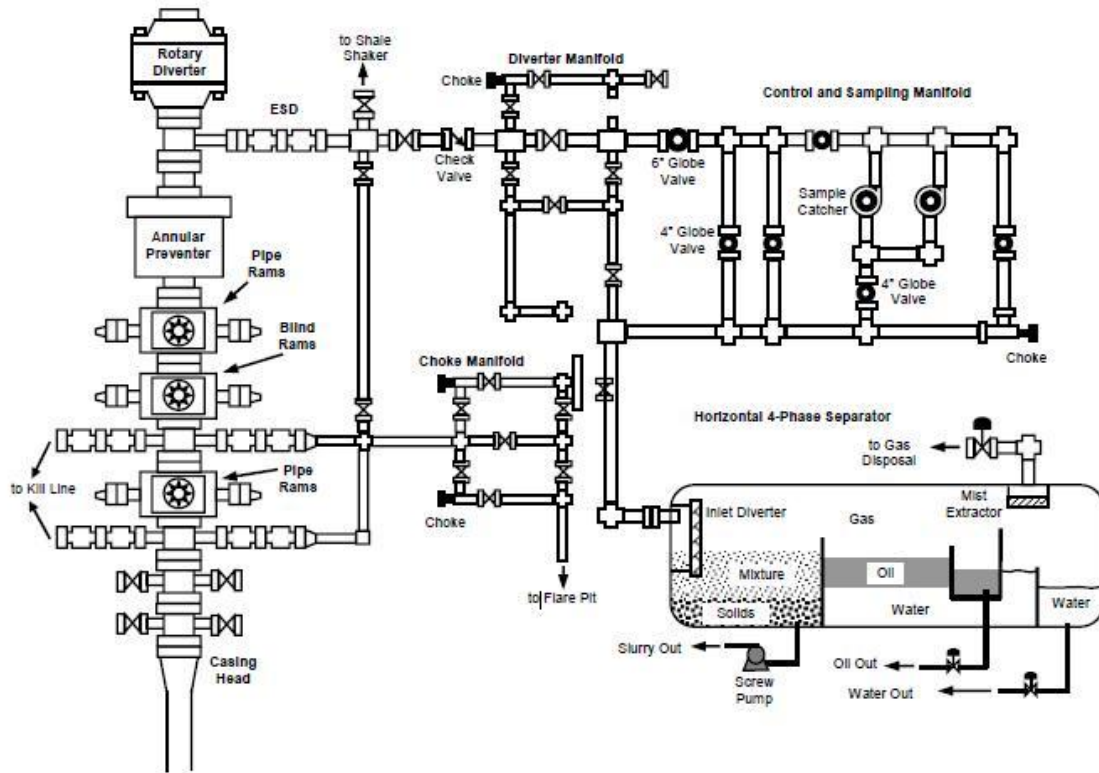 to Shale
Shaker
Rotary
Diverter
ESD
Diverter Manifold
Choke
Check
Valve
6" Globe
Valve
Control and Sampling Manifold
Sample
Catcher
4" Globe
Valve
4" Globe
Valve
Choke
Annular
Preventer
Pipe
Rams
Blind
Rams
Pipe
Rams
to Kill Line
Casing
Head
Choke Manifold
Choke
to Flare Pit
Horizontal 4-Phase Separator
to Gas
Disposal
Mist
Extractor
Inlet Diverter
Gas
Mixture
Oil
Solids
Water
Water
Slurry Out
Screw
Pump
Oil Out
Water Out